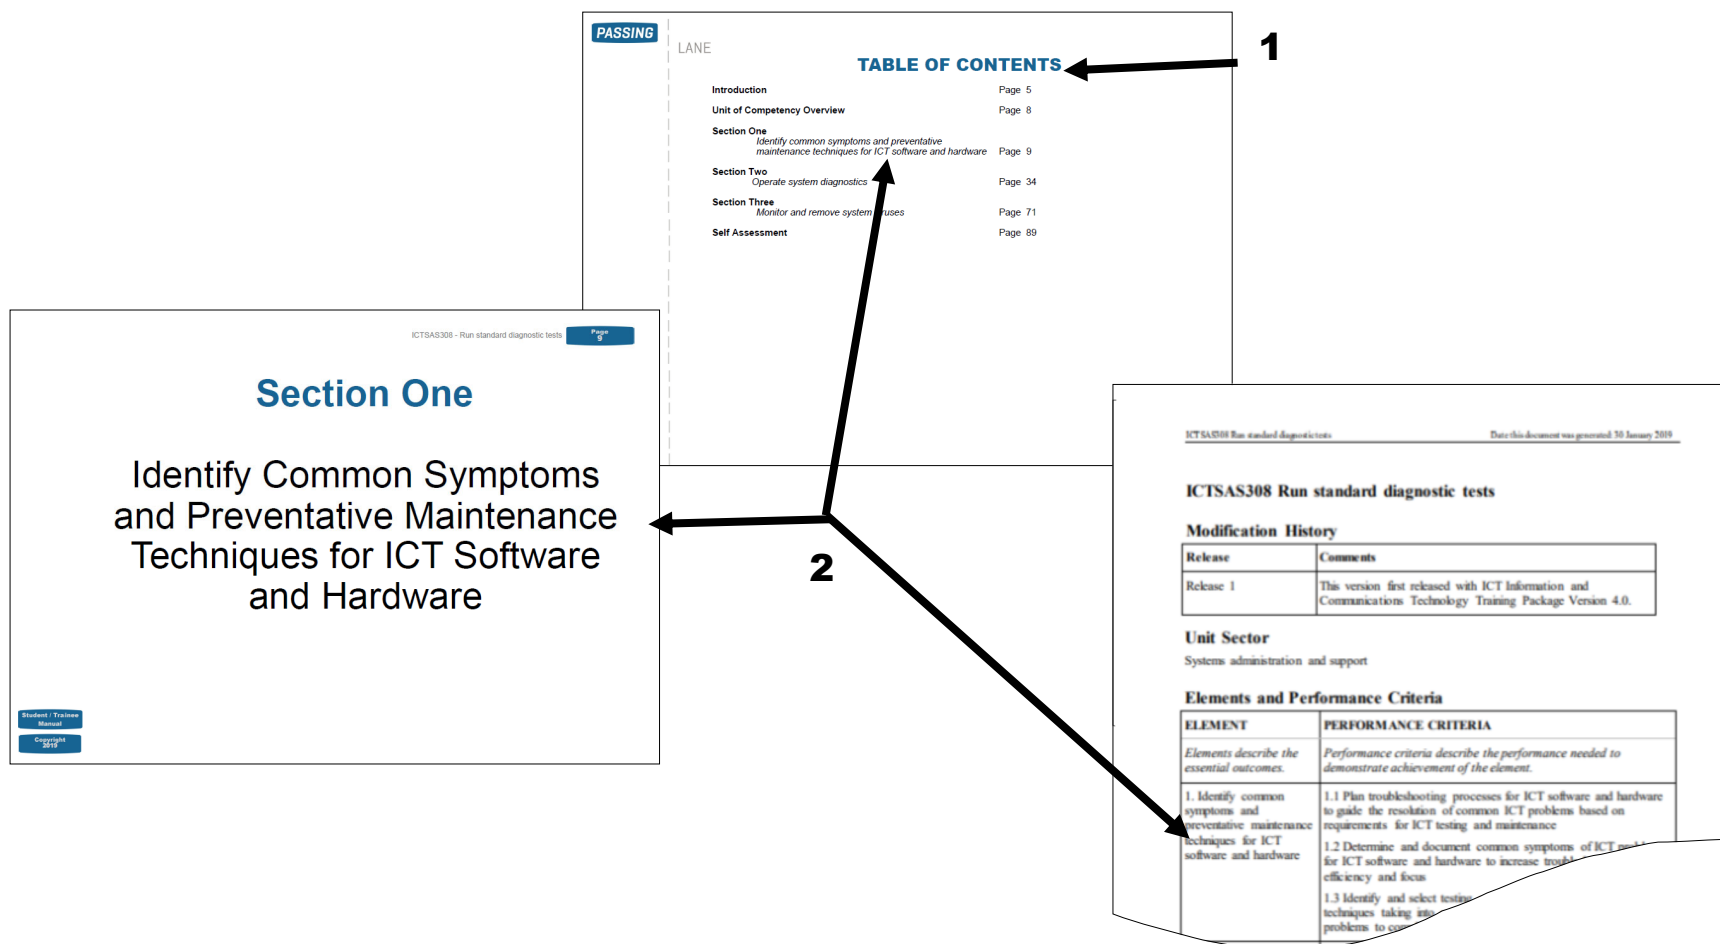 PASSING
LANE
TABLE OF CONTENTS
1
Introduction Page 5
Unit of Competency Overview Page 8
Section One
Identify common symptoms and preventative
maintenance techniques for ICT software and hardware Page 9
Section Two
Operate system diagnostics Page 34
Section Three
Monitor and remove system ruses Page 71
Self Assessment Page 89
ICTSAS308 - Run standard diagnostic tests
Page
9
Section One
Identify Common Symptoms
and Preventative Maintenance
Techniques for ICT Software
and Hardware
Student / Trainee
Manual
Copyright
2019
2
ICTSAS308 Run standard diagnostic tests Date this document was generated: 30 January 2019
ICTSAS308 Run standard diagnostic tests
Modification History
Release Comments
Release 1 This version first released with ICT Information and
Communications Technology Training Package Version 4.0.
Unit Sector
Systems administration and support
Elements and Performance Criteria
ELEMENT PERFORMANCE CRITERIA
Elements describe the
essential outcomes.
Performance criteria describe the performance needed to
demonstrate achievement of the element.
1. Identify common
symptoms and
preventative maintenance
techniques for ICT
software and hardware
1.1 Plan troubleshooting processes for ICT software and hardware
to guide the resolution of common ICT problems based on
requirements for ICT testing and maintenance
1.2 Determine and document common symptoms of ICT
for ICT software and hardware to increase
efficiency and focus
1.3 Identify and select testing
techniques taking into
problems to